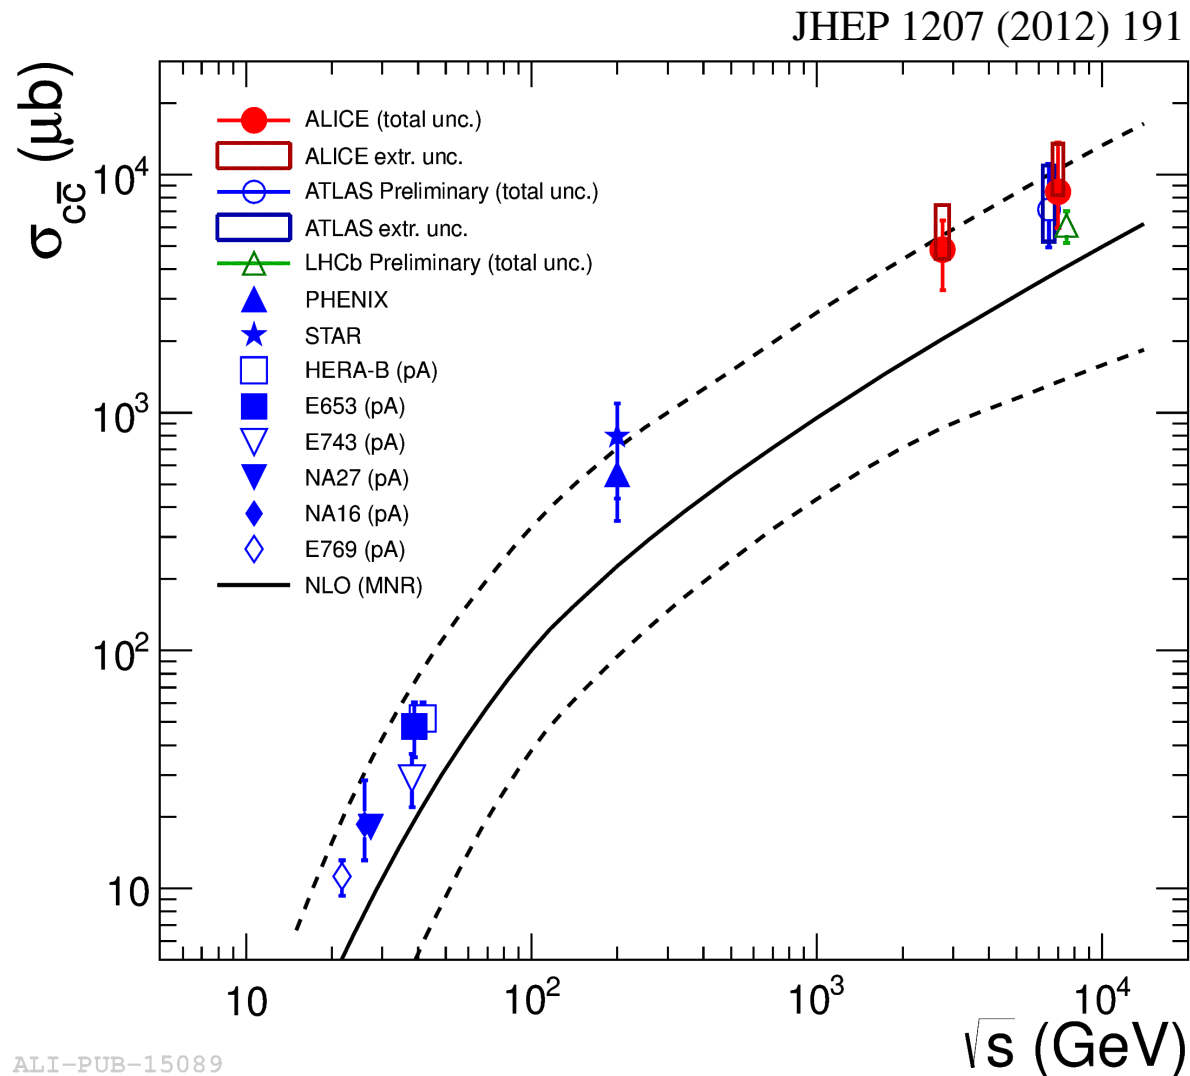 JHEP 1207 (2012) 191
σcc̅ (μb)
10⁴
10³
10²
10
ALICE (total unc.)
ALICE extr. unc.
ATLAS Preliminary (total unc.)
ATLAS extr. unc.
LHCb Preliminary (total unc.)
PHENIX
STAR
HERA-B (pA)
E653 (pA)
E743 (pA)
NA27 (pA)
NA16 (pA)
E769 (pA)
NLO (MNR)
10 10² 10³ 10⁴
√s (GeV)
ALI-PUB-15089